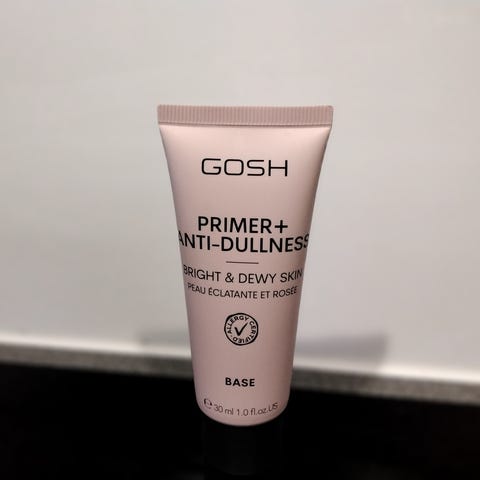 GOSH
PRIMER+
ANTI-DULLNESS
BRIGHT & DEWY SKIN
PEAU ÉCLATANTE ET ROSÉE
ALLERGY CERTIFIED
BASE
℮ 30 ml 1.0 fl.oz.US